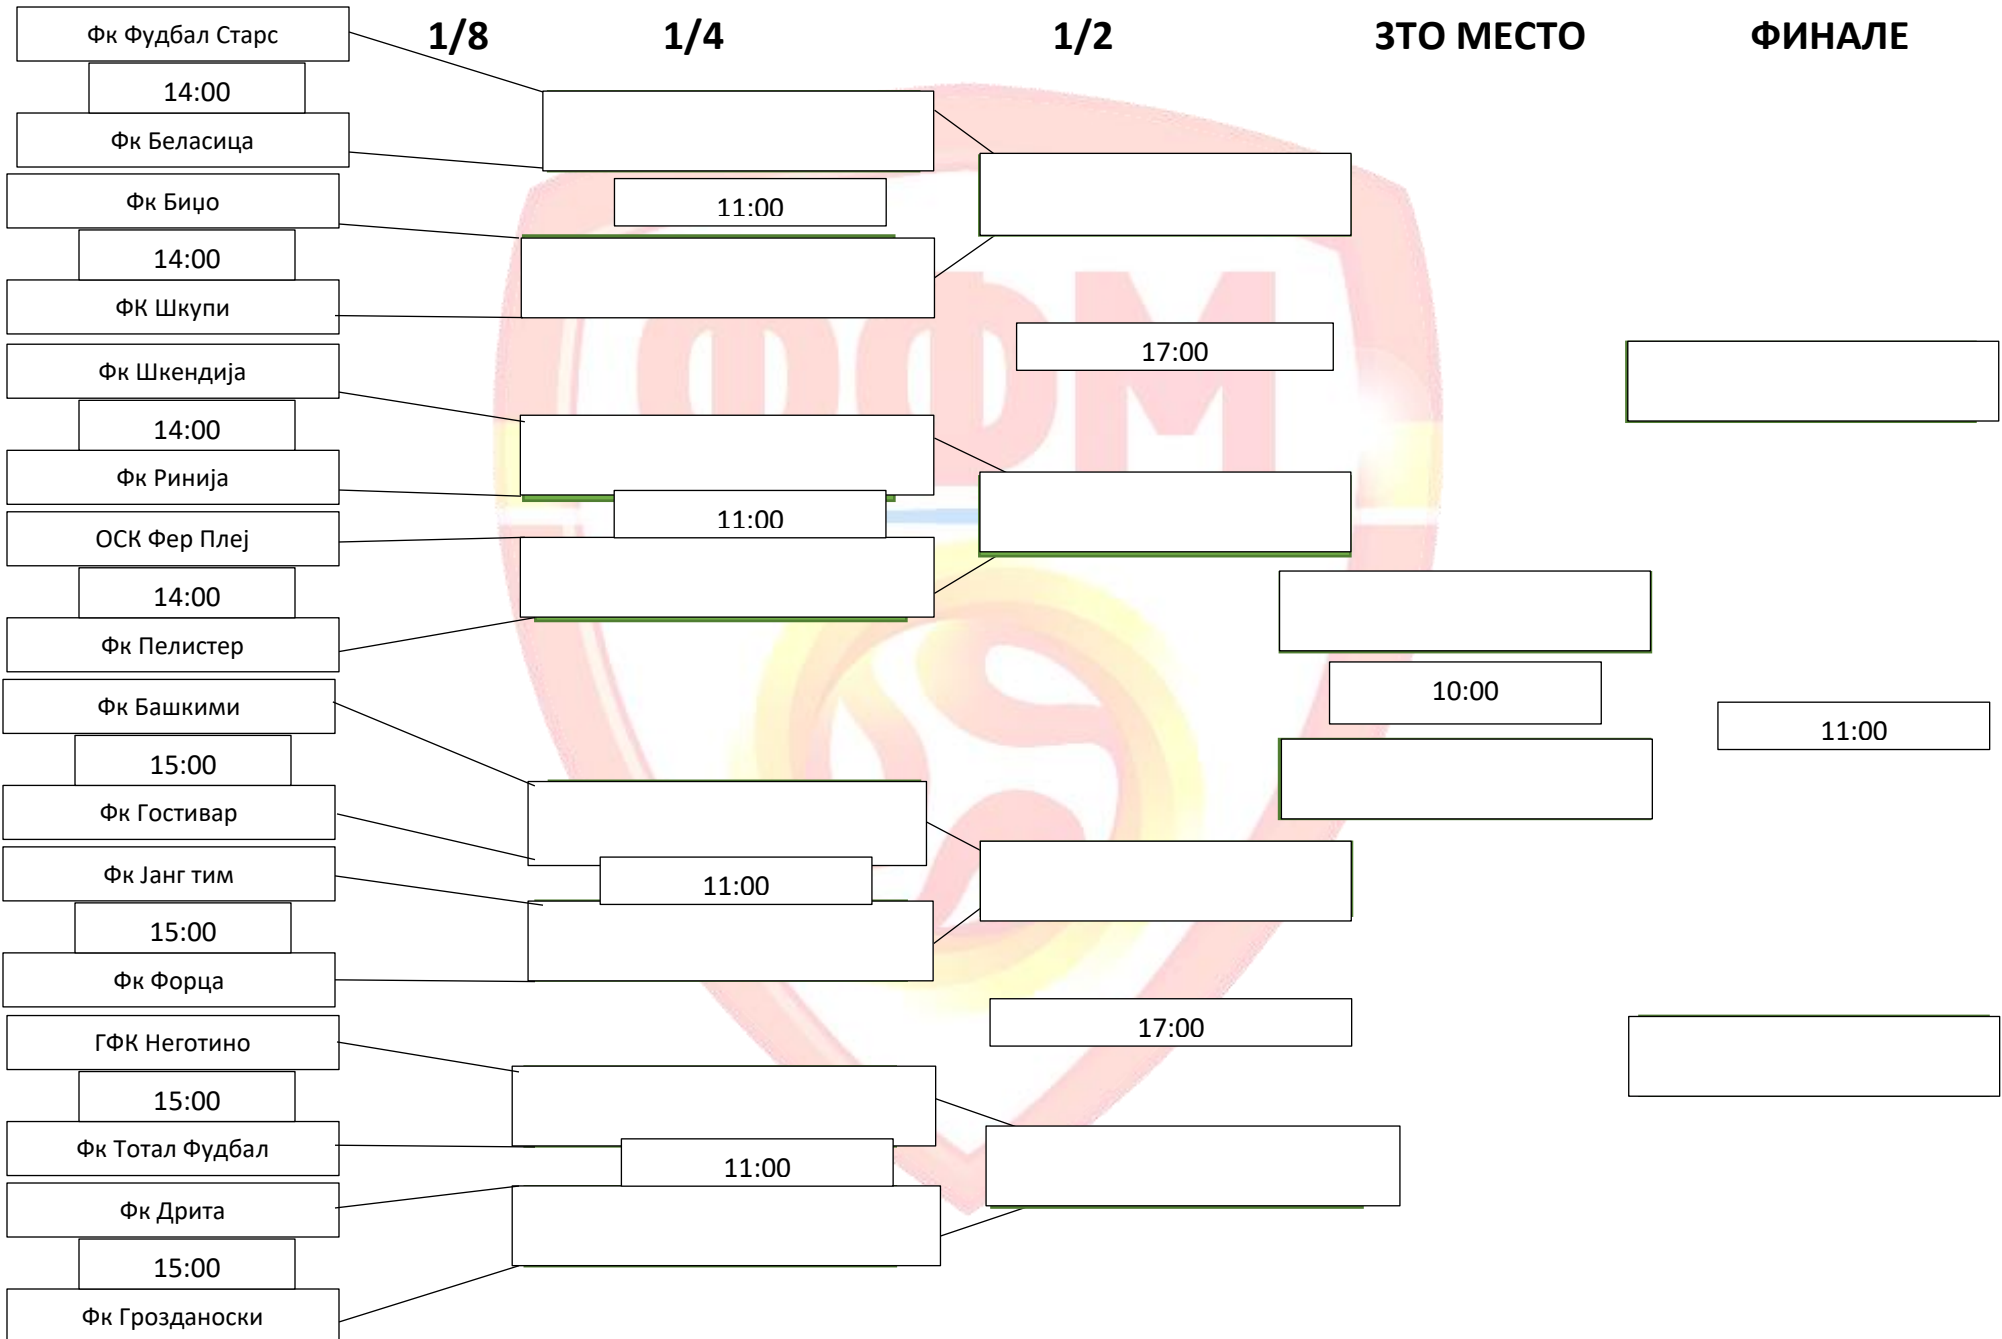 1/8 1/4 1/2 3ТО МЕСТО ФИНАЛЕ
Фк Фудбал Старс
14:00
Фк Беласица
Фк Биџо
14:00
ФК Шкупи
Фк Шкендија
14:00
Фк Ринија
ОСК Фер Плеј
14:00
Фк Пелистер
Фк Башкими
15:00
Фк Гостивар
Фк Јанг тим
15:00
Фк Форца
ГФК Неготино
15:00
Фк Тотал Фудбал
Фк Дрита
15:00
Фк Грозданоски
11:00
11:00
11:00
11:00
17:00
17:00
10:00
11:00
ФФМ